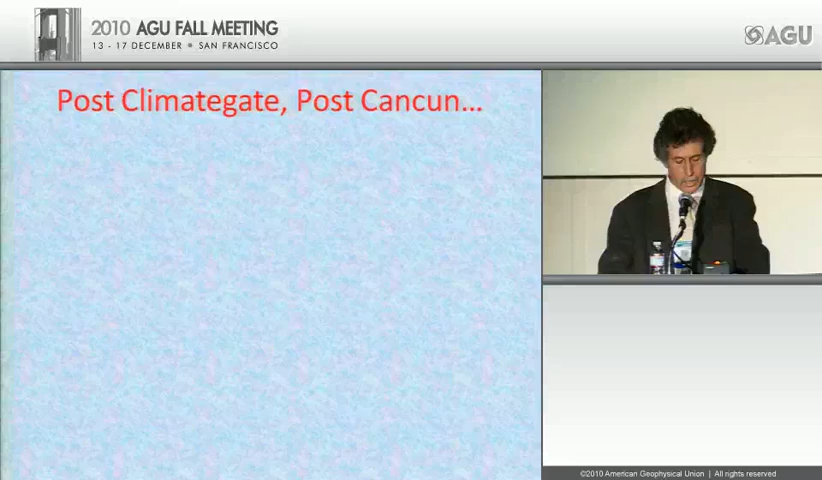 2010 AGU FALL MEETING
13 - 17 DECEMBER • SAN FRANCISCO
AGU
Post Climategate, Post Cancun...
©2010 American Geophysical Union | All rights reserved